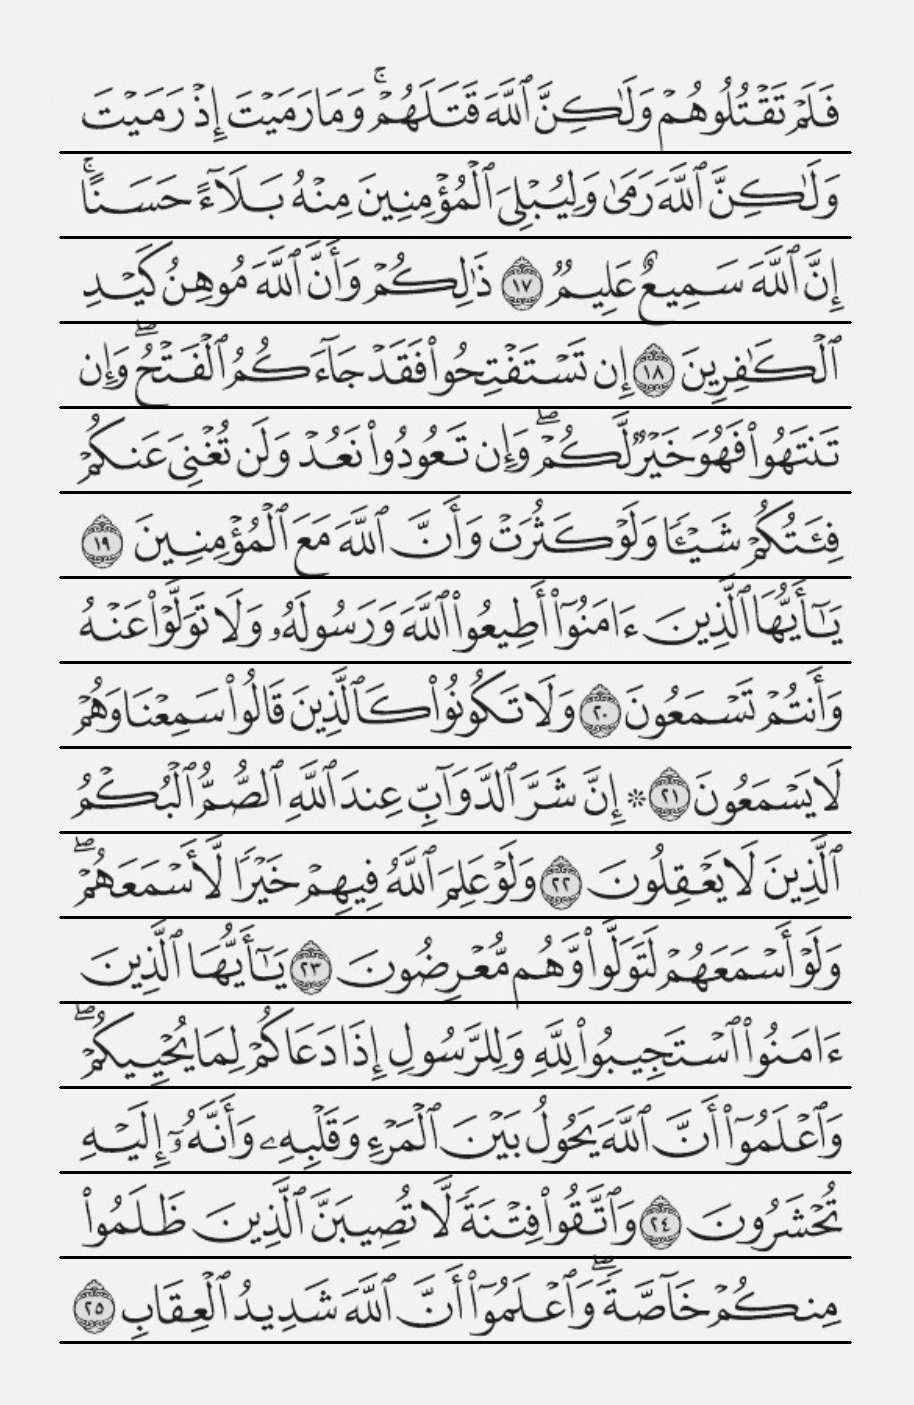 فَلَمۡ تَقۡتُلُوهُمۡ وَلَٰكِنَّ ٱللَّهَ قَتَلَهُمۡۚ وَمَا رَمَيۡتَ إِذۡ رَمَيۡتَ
وَلَٰكِنَّ ٱللَّهَ رَمَىٰ وَلِيُبۡلِيَ ٱلۡمُؤۡمِنِينَ مِنۡهُ بَلَآءً حَسَنًاۚ
إِنَّ ٱللَّهَ سَمِيعٌ عَلِيمٞ ١٧ ذَٰلِكُمۡ وَأَنَّ ٱللَّهَ مُوهِنُ كَيۡدِ
ٱلۡكَٰفِرِينَ ١٨ إِن تَسۡتَفۡتِحُواْ فَقَدۡ جَآءَكُمُ ٱلۡفَتۡحُۖ وَإِن
تَنتَهُواْ فَهُوَ خَيۡرٞ لَّكُمۡۖ وَإِن تَعُودُواْ نَعُدۡ وَلَن تُغۡنِيَ عَنكُمۡ
فِئَتُكُمۡ شَيۡـٔٗا وَلَوۡ كَثُرَتۡ وَأَنَّ ٱللَّهَ مَعَ ٱلۡمُؤۡمِنِينَ ١٩
يَٰٓأَيُّهَا ٱلَّذِينَ ءَامَنُوٓاْ أَطِيعُواْ ٱللَّهَ وَرَسُولَهُۥ وَلَا تَوَلَّوۡاْ عَنۡهُ
وَأَنتُمۡ تَسۡمَعُونَ ٢٠ وَلَا تَكُونُواْ كَٱلَّذِينَ قَالُواْ سَمِعۡنَا وَهُمۡ
لَا يَسۡمَعُونَ ٢١ ۞ إِنَّ شَرَّ ٱلدَّوَآبِّ عِندَ ٱللَّهِ ٱلصُّمُّ ٱلۡبُكۡمُ
ٱلَّذِينَ لَا يَعۡقِلُونَ ٢٢ وَلَوۡ عَلِمَ ٱللَّهُ فِيهِمۡ خَيۡرٗا لَّأَسۡمَعَهُمۡۖ
وَلَوۡ أَسۡمَعَهُمۡ لَتَوَلَّواْ وَّهُم مُّعۡرِضُونَ ٢٣ يَٰٓأَيُّهَا ٱلَّذِينَ
ءَامَنُواْ ٱسۡتَجِيبُواْ لِلَّهِ وَلِلرَّسُولِ إِذَا دَعَاكُمۡ لِمَا يُحۡيِيكُمۡۖ
وَٱعۡلَمُوٓاْ أَنَّ ٱللَّهَ يَحُولُ بَيۡنَ ٱلۡمَرۡءِ وَقَلۡبِهِۦ وَأَنَّهُۥٓ إِلَيۡهِ
تُحۡشَرُونَ ٢٤ وَٱتَّقُواْ فِتۡنَةٗ لَّا تُصِيبَنَّ ٱلَّذِينَ ظَلَمُواْ
مِنكُمۡ خَآصَّةٗۖ وَٱعۡلَمُوٓاْ أَنَّ ٱللَّهَ شَدِيدُ ٱلۡعِقَابِ ٢٥